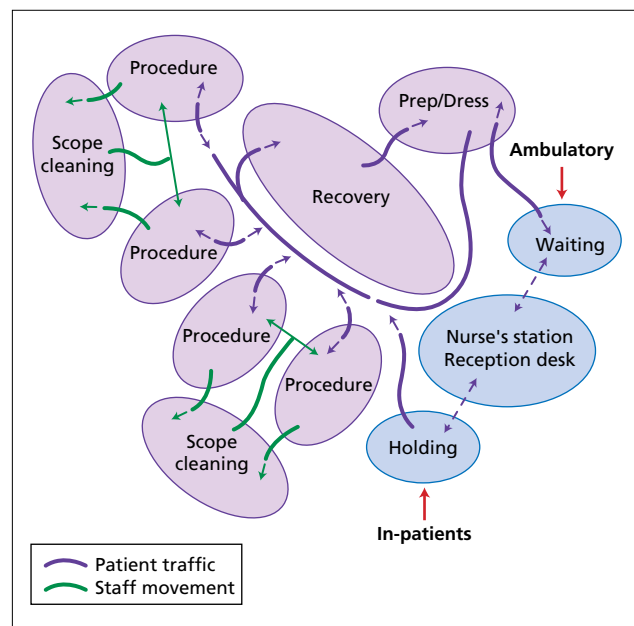 Procedure
Prep/Dress
Ambulatory
Scope
cleaning
Recovery
Waiting
Procedure
Procedure
Nurse's station
Reception desk
Procedure
Scope
cleaning
Holding
In-patients
Patient traffic
Staff movement